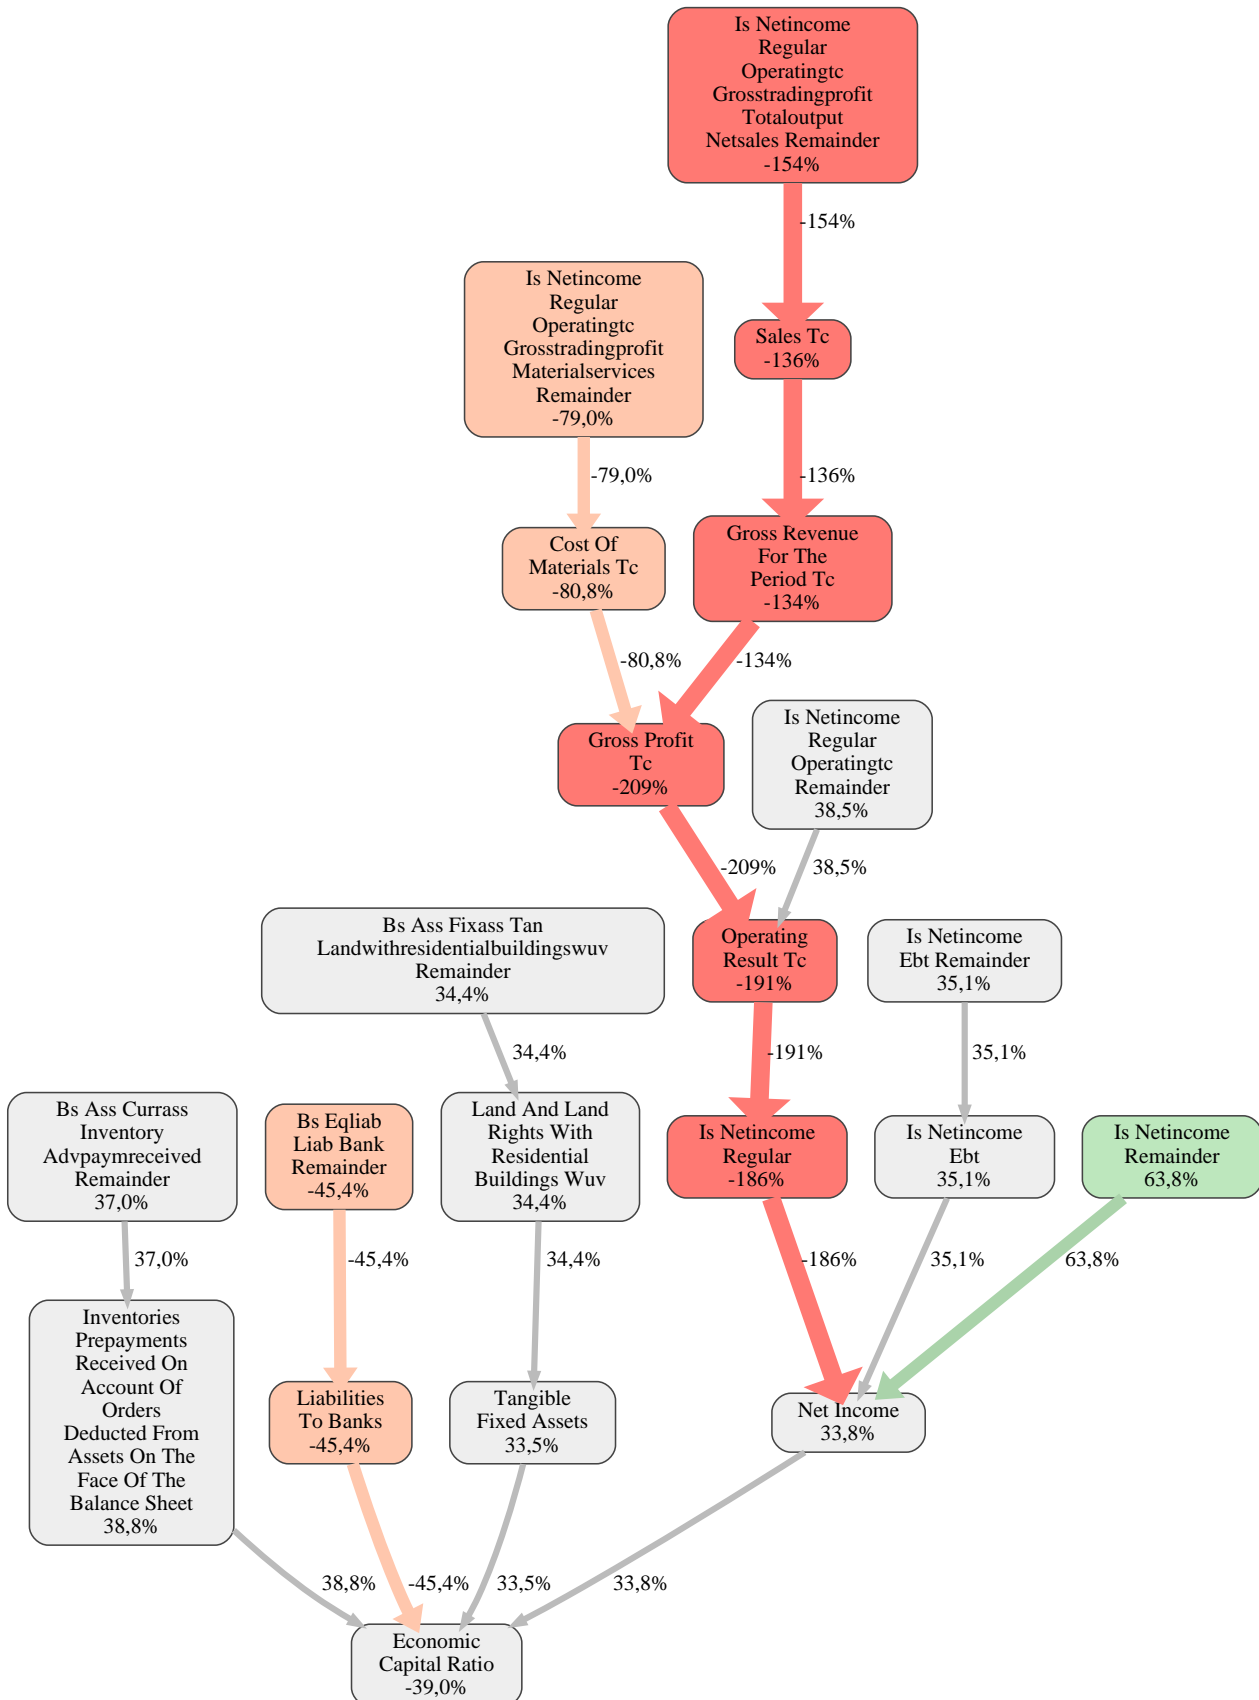 Is Netincome
Regular
Operatingtc
Grosstradingprofit
Totaloutput
Netsales Remainder
-154%
-154%
Is Netincome
Regular
Operatingtc
Grosstradingprofit
Materialservices
Remainder
-79,0%
Sales Tc
-136%
-79,0%
-136%
Cost Of
Materials Tc
-80,8%
Gross Revenue
For The
Period Tc
-134%
-80,8%
-134%
Gross Profit
Tc
-209%
Is Netincome
Regular
Operatingtc
Remainder
38,5%
-209%
38,5%
Bs Ass Fixass Tan
Landwithresidentialbuildingswuv
Remainder
34,4%
Operating
Result Tc
-191%
Is Netincome
Ebt Remainder
35,1%
34,4%
-191%
35,1%
Bs Ass Currass
Inventory
Advpaymreceived
Remainder
37,0%
Bs Eqliab
Liab Bank
Remainder
-45,4%
Land And Land
Rights With
Residential
Buildings Wuv
34,4%
Is Netincome
Regular
-186%
Is Netincome
Ebt
35,1%
Is Netincome
Remainder
63,8%
37,0%
-45,4%
34,4%
-186%
35,1%
63,8%
Inventories
Prepayments
Received On
Account Of
Orders
Deducted From
Assets On The
Face Of The
Balance Sheet
38,8%
Liabilities
To Banks
-45,4%
Tangible
Fixed Assets
33,5%
Net Income
33,8%
38,8%
-45,4%
33,5%
33,8%
Economic
Capital Ratio
-39,0%